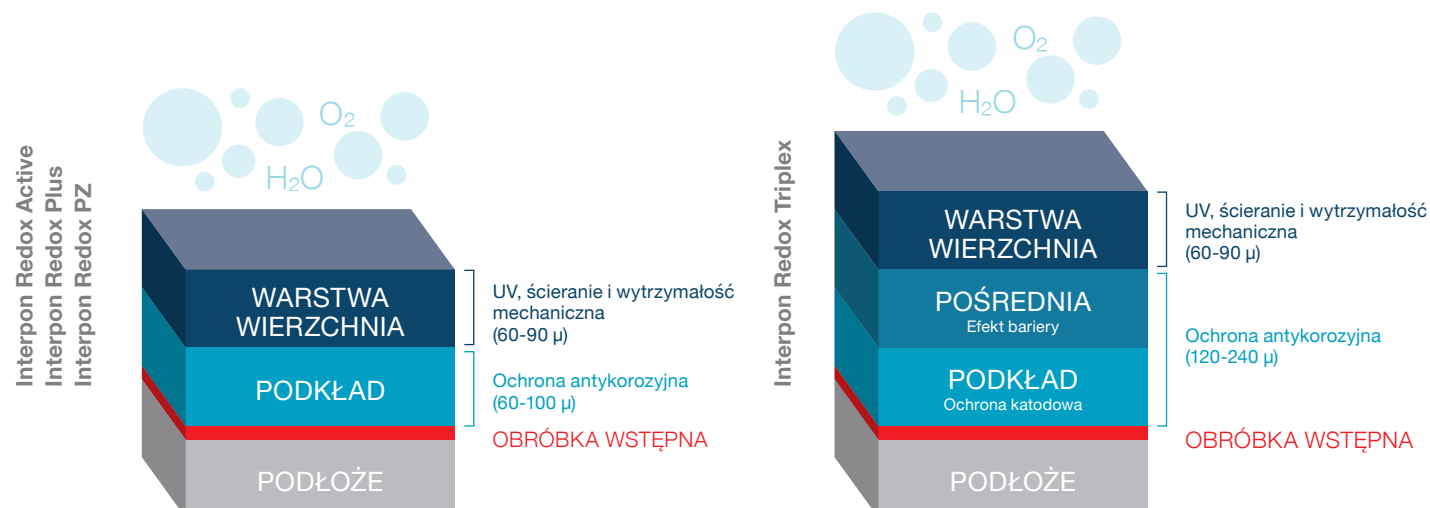 Interpon Redox Active
Interpon Redox Plus
Interpon Redox PZ
O₂
H₂O
WARSTWA
WIERZCHNIA
UV, ścieranie i wytrzymałość
mechaniczna
(60-90 µ)
PODKŁAD
Ochrona antykorozyjna
(60-100 µ)
OBRÓBKA WSTĘPNA
PODŁOŻE
Interpon Redox Triplex
O₂
H₂O
WARSTWA
WIERZCHNIA
UV, ścieranie i wytrzymałość
mechaniczna
(60-90 µ)
POŚREDNIA
Efekt bariery
Ochrona antykorozyjna
(120-240 µ)
PODKŁAD
Ochrona katodowa
OBRÓBKA WSTĘPNA
PODŁOŻE